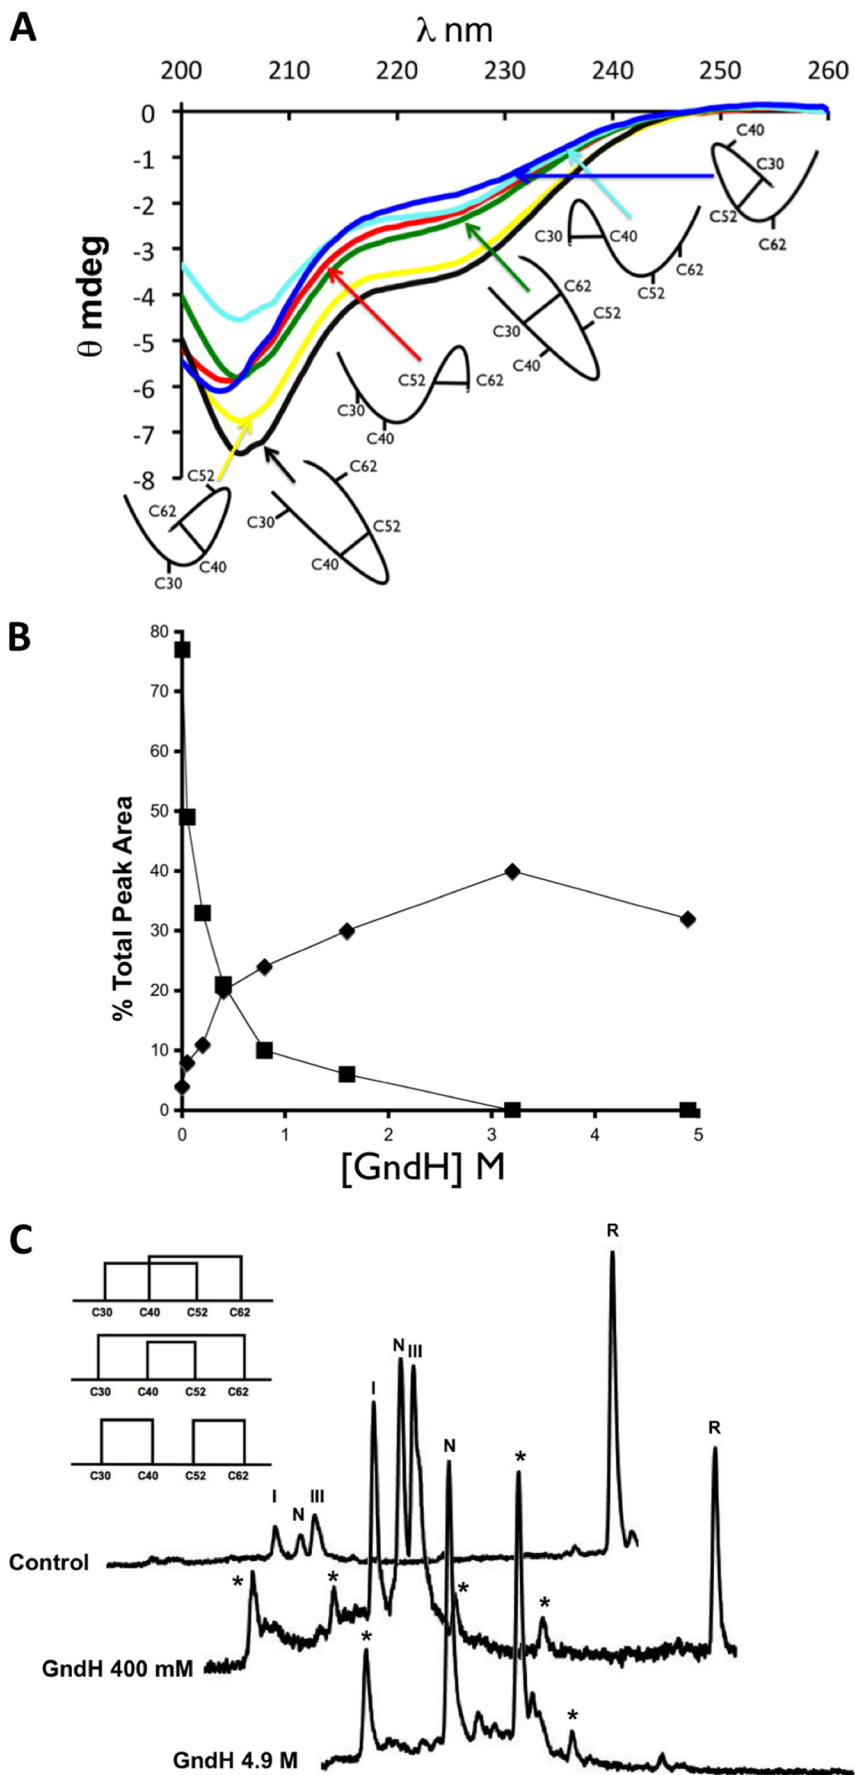 A
λ nm
200 210 220 230 240 250 260
0
-1
-2
-3
-4
-5
-6
-7
-8
θ mdeg
C40
C30
C52
C62
C30
C40
C62
C52
C62
C30
C52
C40
C52
C62
C30
C40
C52
C62
C40
C30
C62
C30
C52
C40
B
80
70
60
50
40
30
20
10
0
% Total Peak Area
0 1 2 3 4 5
[GndH] M
C
C30 C40 C52 C62
C30 C40 C52 C62
C30 C40 C52 C62
R
N III
I
R
N
*
I
N
III
Control
*
*
*
*
GndH 400 mM
*
*
GndH 4.9 M